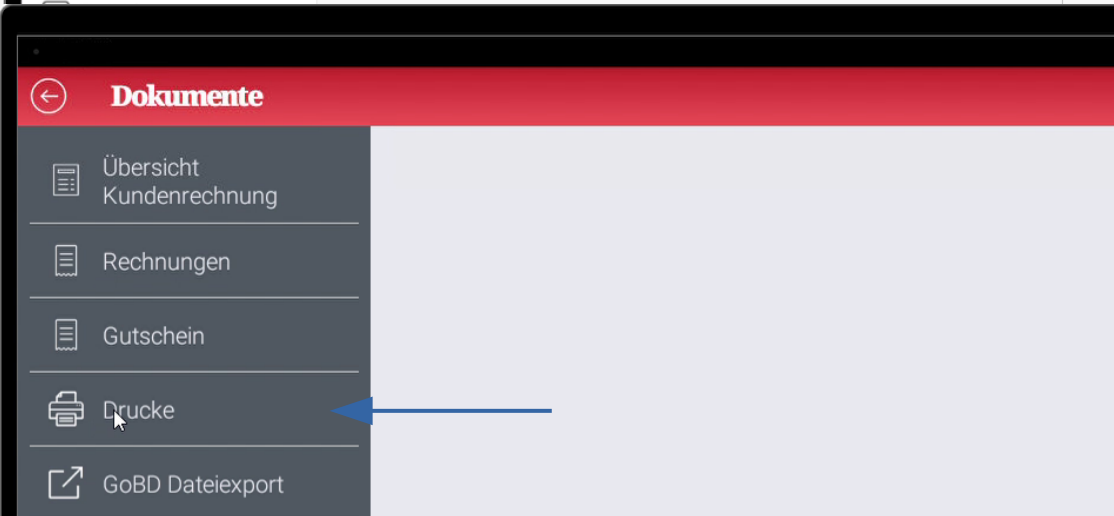 Dokumente
Übersicht
Kundenrechnung
Rechnungen
Gutschein
Drucke
GoBD Dateiexport